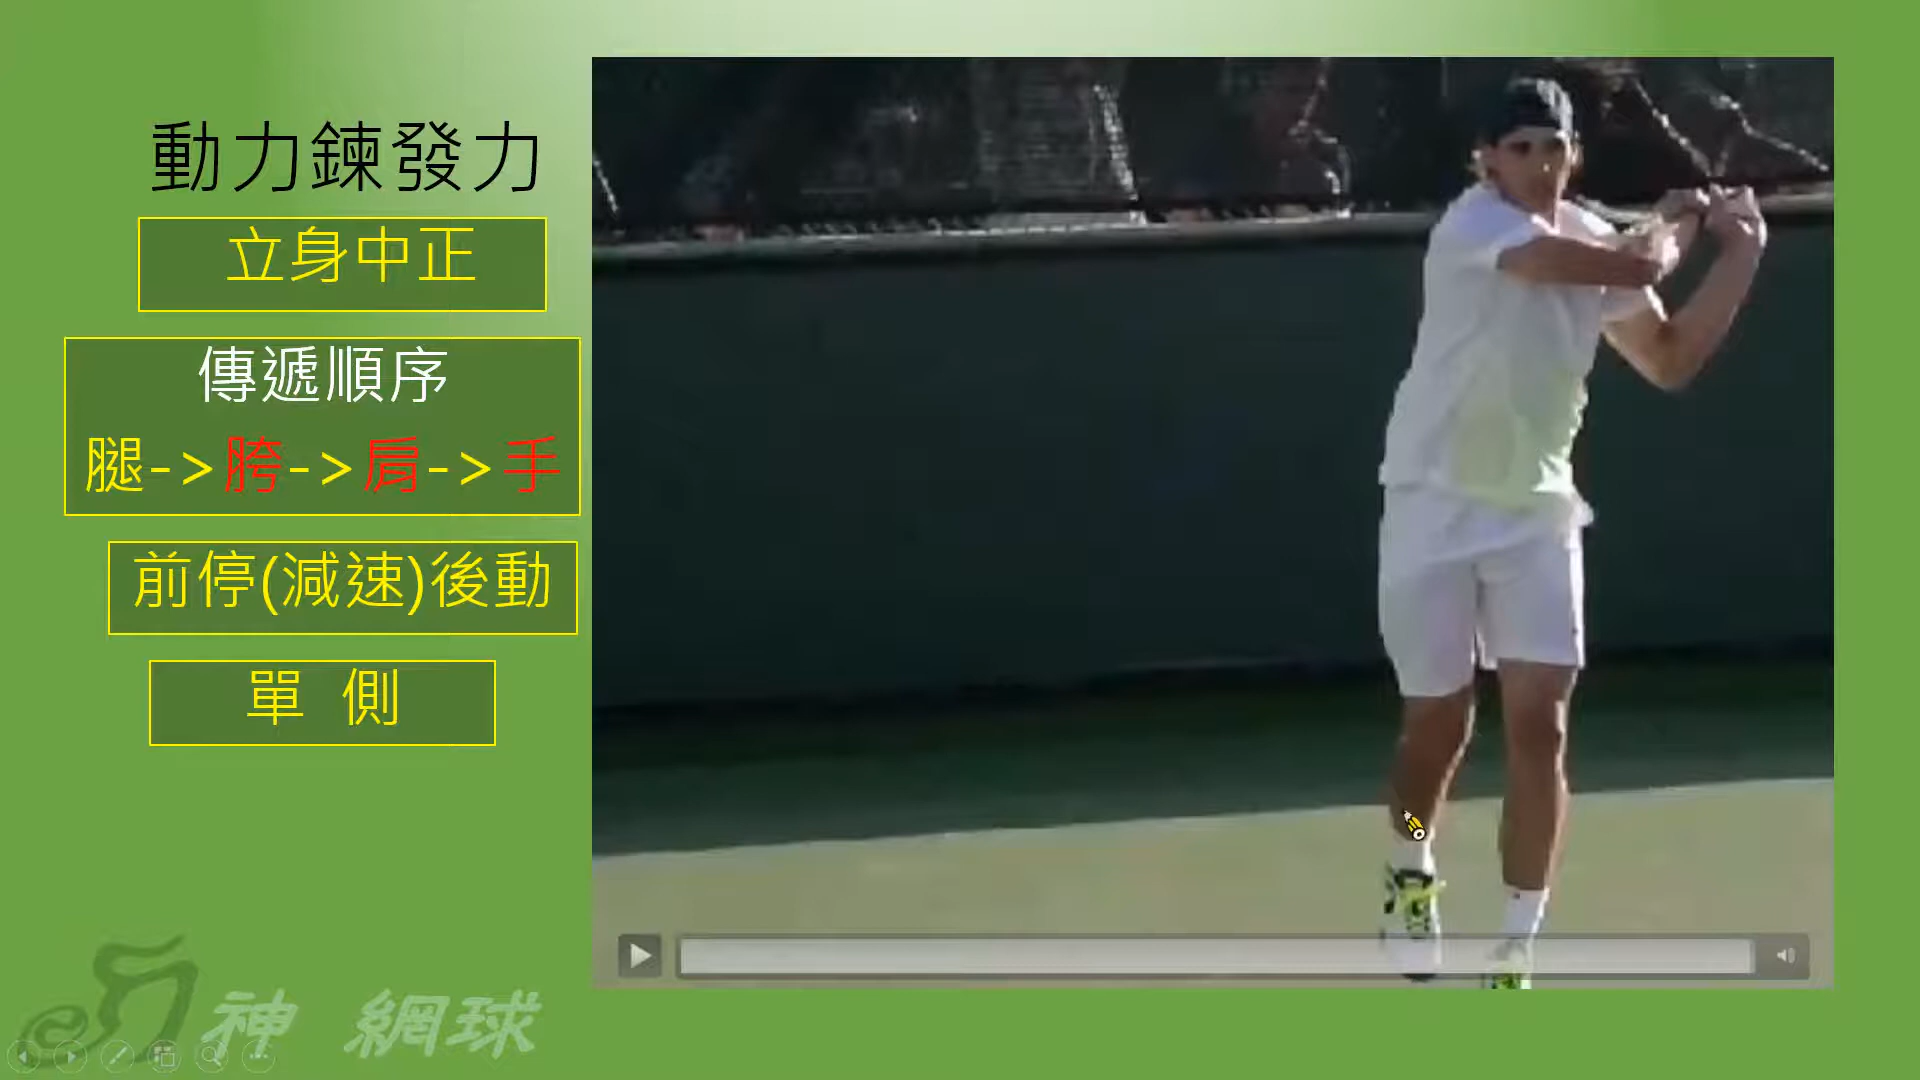 動力鍊發力
立身中正
傳遞順序
腿->胯->肩->手
前停(減速)後動
單 側
神 網球